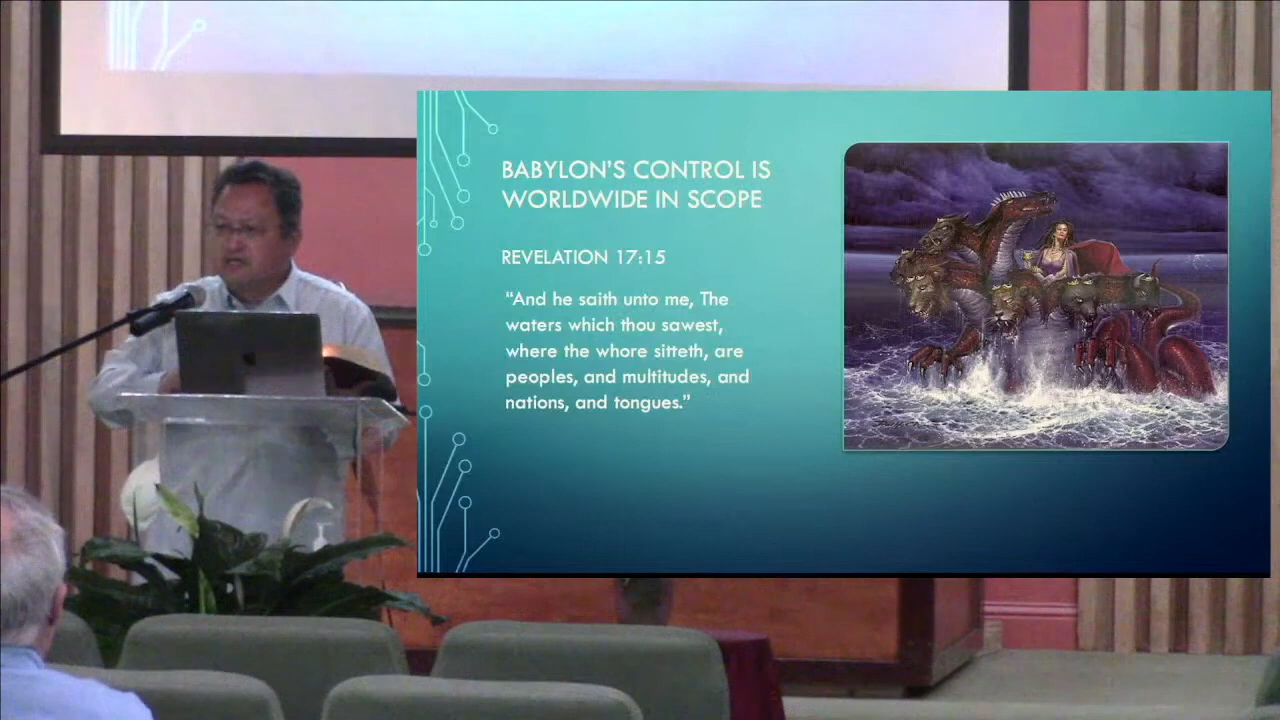 BABYLON'S CONTROL IS
WORLDWIDE IN SCOPE
REVELATION 17:15
“And he saith unto me, The
waters which thou sawest,
where the whore sitteth, are
peoples, and multitudes, and
nations, and tongues.”